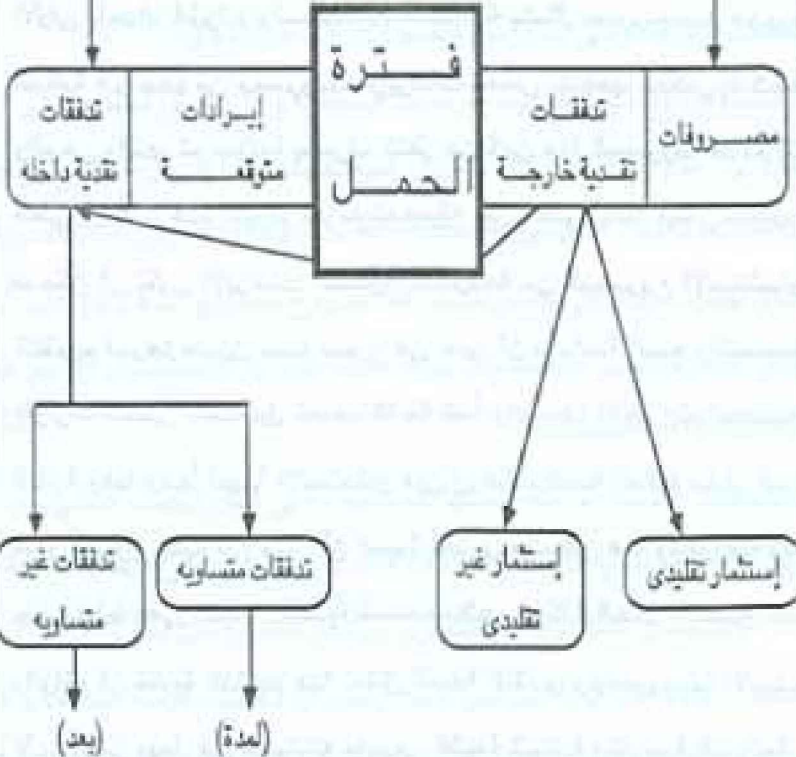 مصروفات
تدفقات
نقدية خارجة
فترة
الحمل
إيرادات
متوقعة
تدفقات
نقدية داخله
إستثمار تقليدى
إستثمار غير
تقليدى
تدفقات متساويه
تدفقات غير
متساويه
(لمدة)
(بعد)